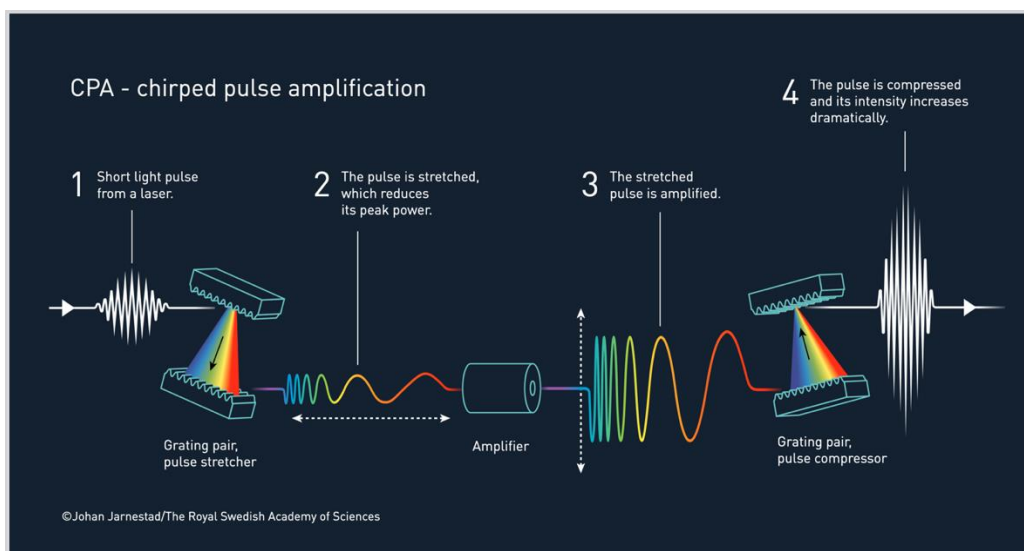 CPA - chirped pulse amplification
1
Short light pulse
from a laser.
2
The pulse is stretched,
which reduces
its peak power.
3
The stretched
pulse is amplified.
4
The pulse is compressed
and its intensity increases
dramatically.
Grating pair,
pulse stretcher
Amplifier
Grating pair,
pulse compressor
©Johan Jarnestad/The Royal Swedish Academy of Sciences